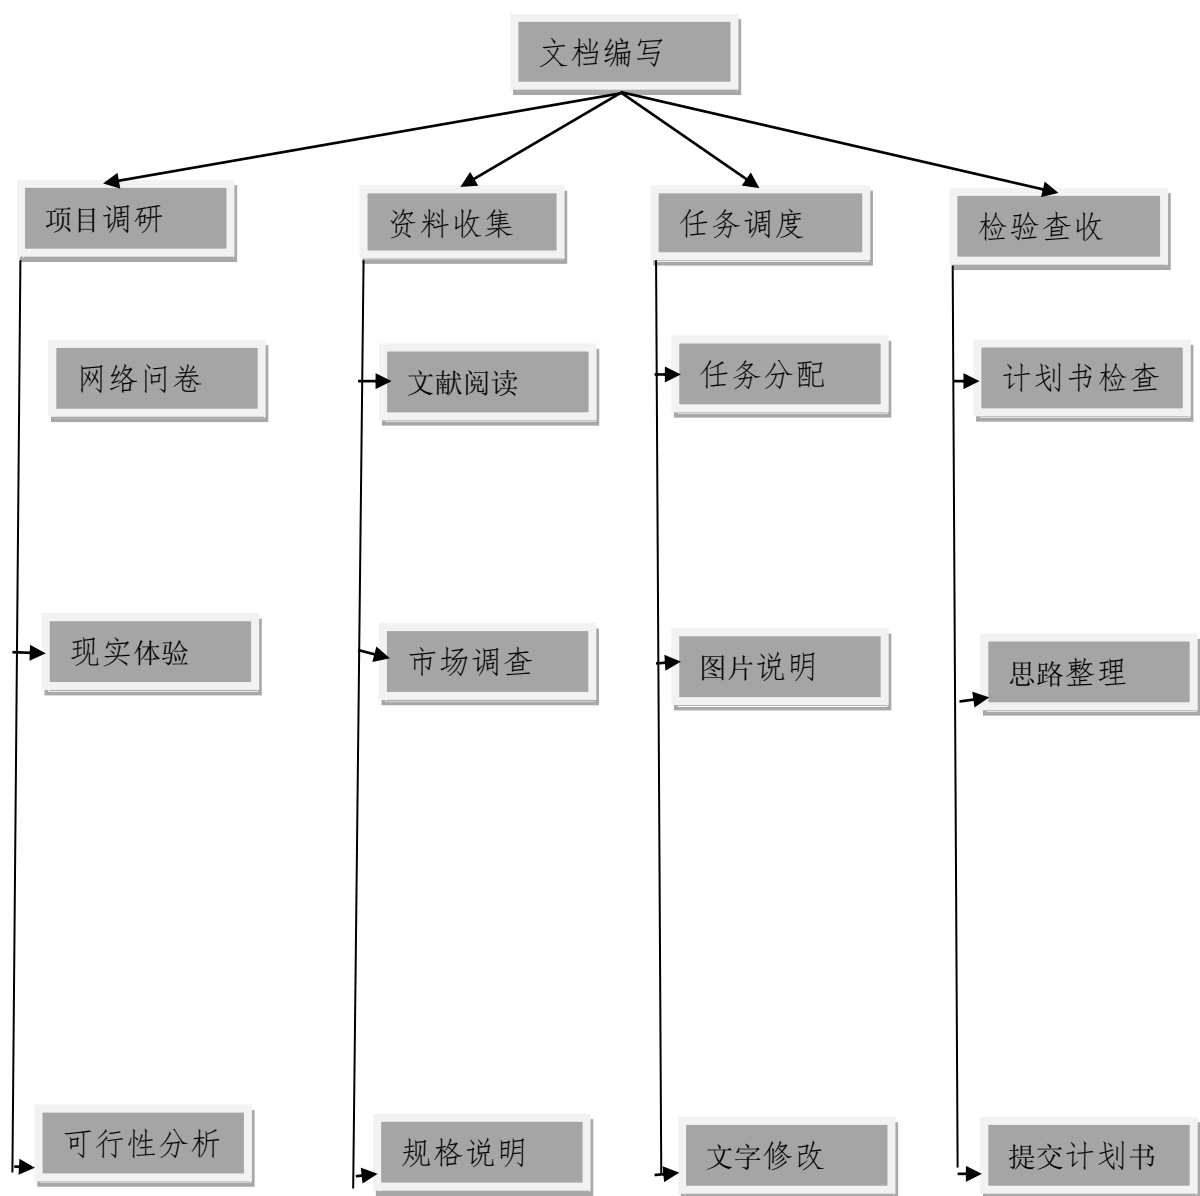 文档编写
项目调研
资料收集
任务调度
检验查收
网络问卷
文献阅读
任务分配
计划书检查
现实体验
市场调查
图片说明
思路整理
可行性分析
规格说明
文字修改
提交计划书